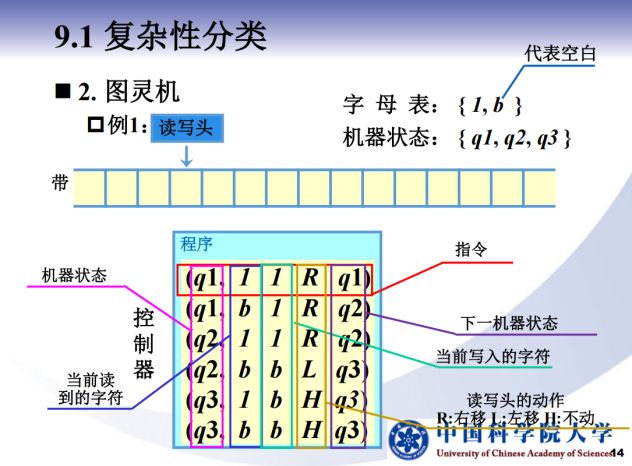 9.1 复杂性分类
代表空白
■ 2. 图灵机
字 母 表： { 1, b }
例1：
读写头
机器状态： { q1, q2, q3 }
带
程序
指令
机器状态
(q1, 1 1 R q1)
(q1, b 1 R q2)
(q2, 1 1 R q2)
(q2, b b L q3)
(q3, 1 b H q3)
(q3, b b H q3)
控制器
下一机器状态
当前写入的字符
当前读
到的字符
读写头的动作
R:右移 L:左移 H:不动
中国科学院大学
University of Chinese Academy of Sciences
14